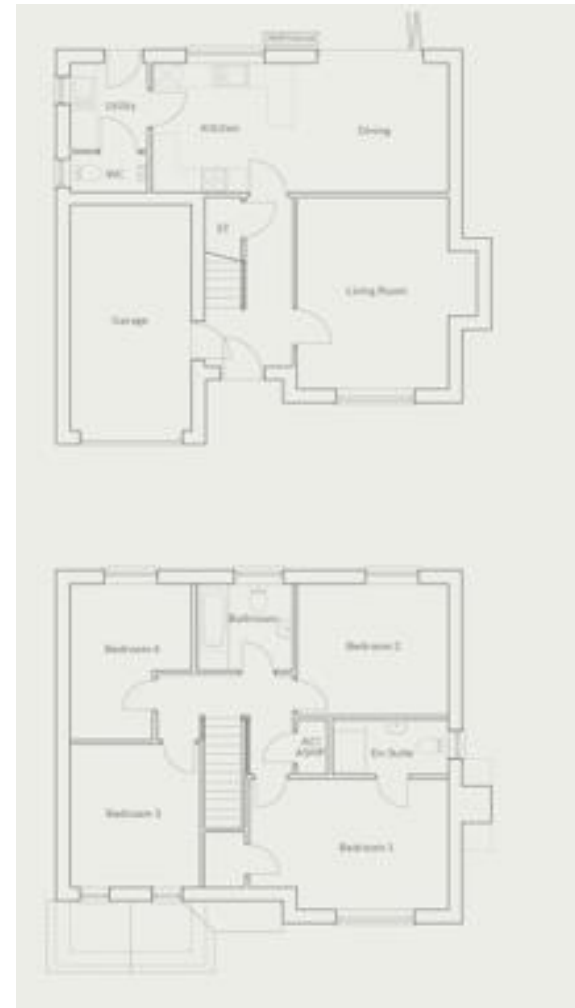 Utility
Kitchen
Dining
WC
ST
Living Room
Garage
Bathroom
Bedroom 4
Bedroom 2
ACT
En Suite
Bedroom 3
Bedroom 1